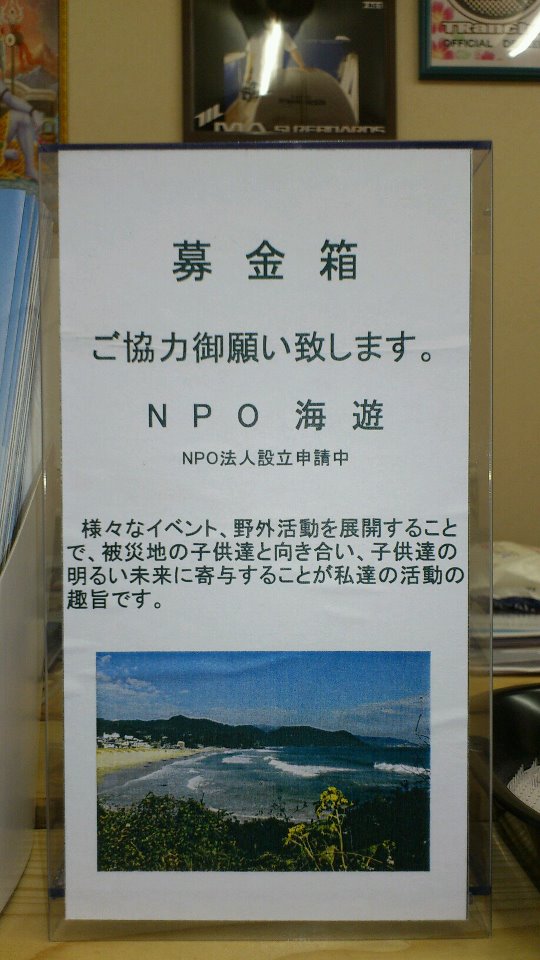 TRanch
OFFICIAL
MA SURFBOARDS
募金箱
ご協力御願い致します。
NPO 海遊
NPO法人設立申請中
様々なイベント、野外活動を展開すること
で、被災地の子供達と向き合い、子供達の
明るい未来に寄与することが私達の活動の
趣旨です。